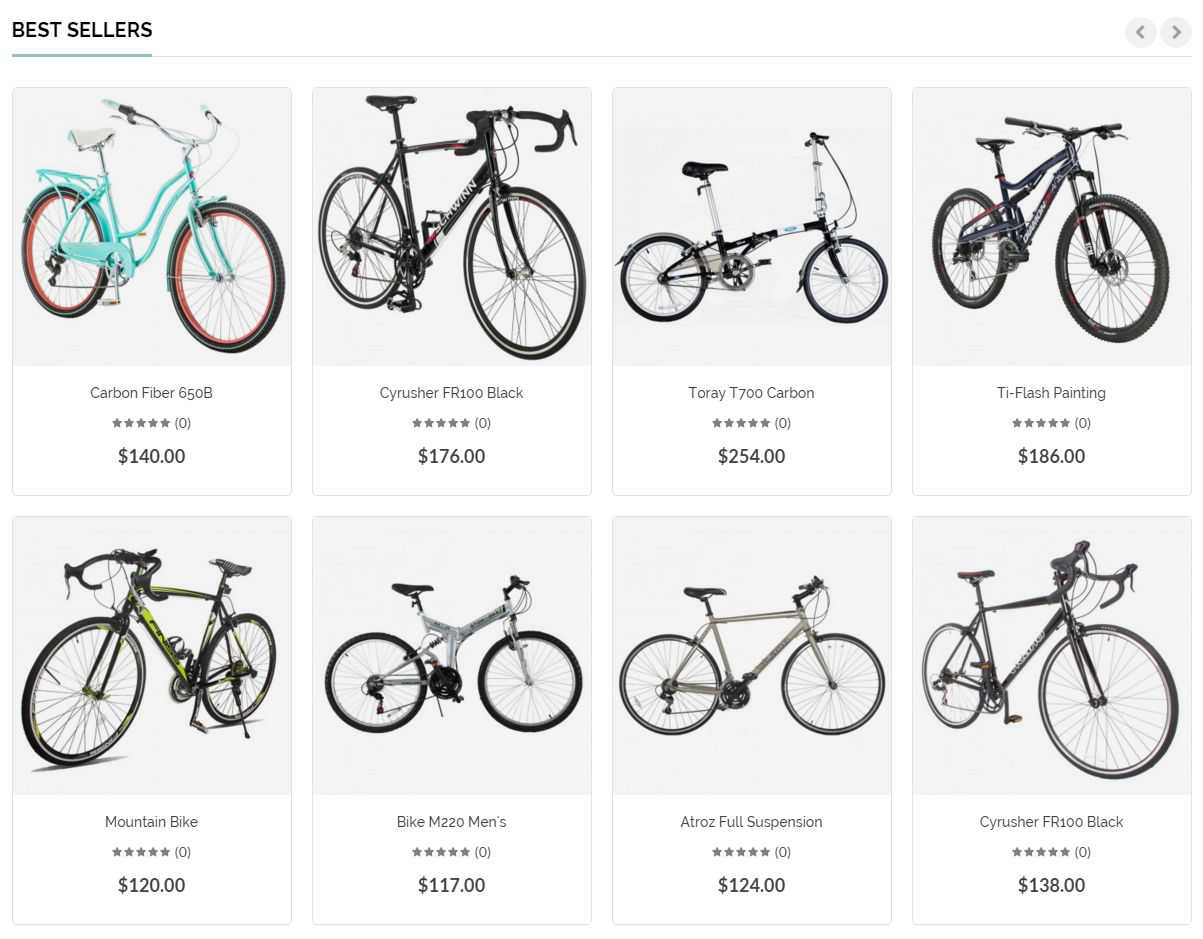 BEST SELLERS
Carbon Fiber 650B
(0)
$140.00
SCHWINN
Cyrusher FR100 Black
(0)
$176.00
Toray T700 Carbon
(0)
$254.00
Ti-Flash Painting
(0)
$186.00
Mountain Bike
(0)
$120.00
Bike M220 Men's
(0)
$117.00
Atroz Full Suspension
(0)
$124.00
Cyrusher FR100 Black
(0)
$138.00